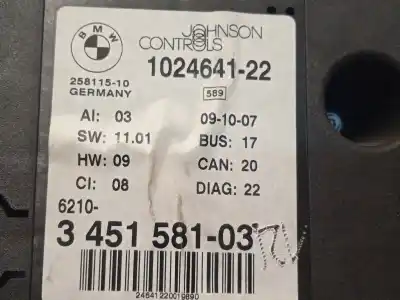 BMW
JOHNSON
CONTROLS
258115-10
GERMANY
1024641-22
589
AI: 03
09-10-07
SW: 11.01
BUS: 17
HW: 09
CAN: 20
CI: 08
DIAG: 22
6210-
3 451 581-03
24641220019690